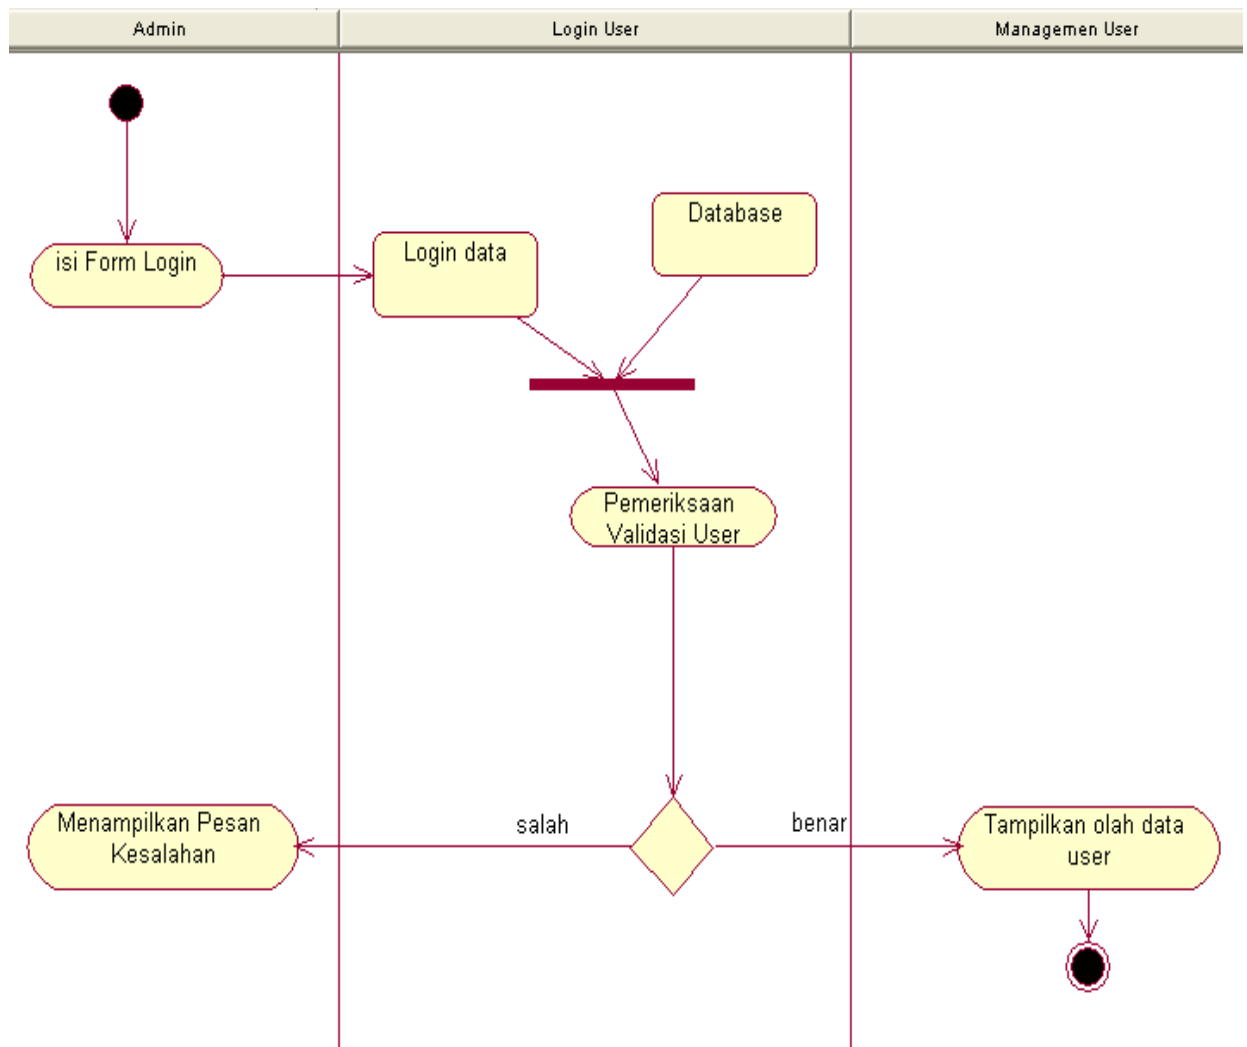 Admin
Login User
Managemen User
Database
Login data
isi Form Login
Pemeriksaan
Validasi User
Menampilkan Pesan
Kesalahan
salah
benar
Tampilkan olah data
user